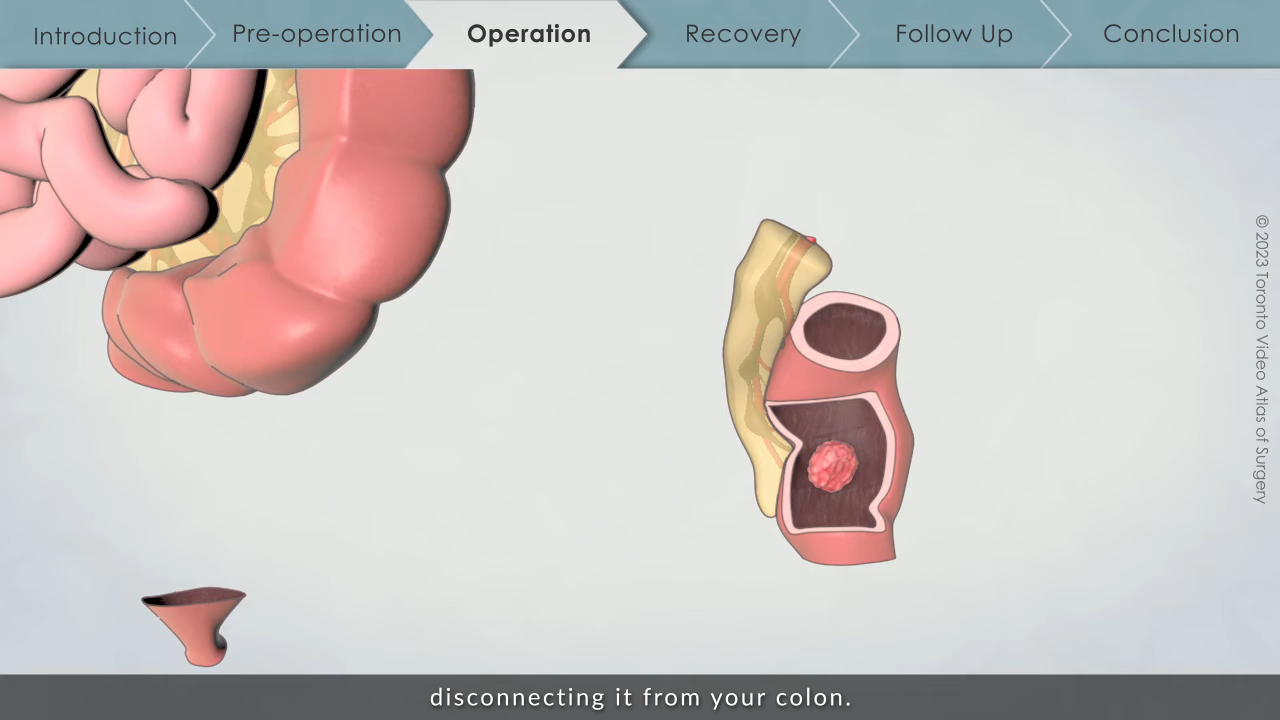 Introduction
Pre-operation
Operation
Recovery
Follow Up
Conclusion
© 2023 Toronto Video Atlas of Surgery
disconnecting it from your colon.